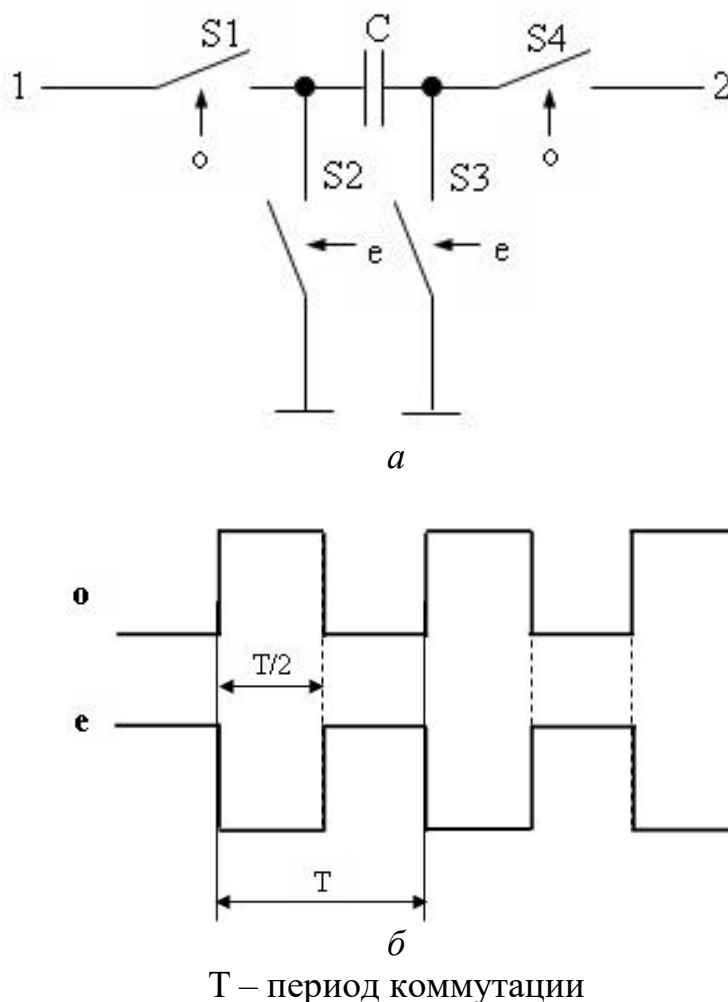 S1 C S4
1 2
o o
S2 S3
e e
а
о
T/2
е
T
б
T – период коммутации